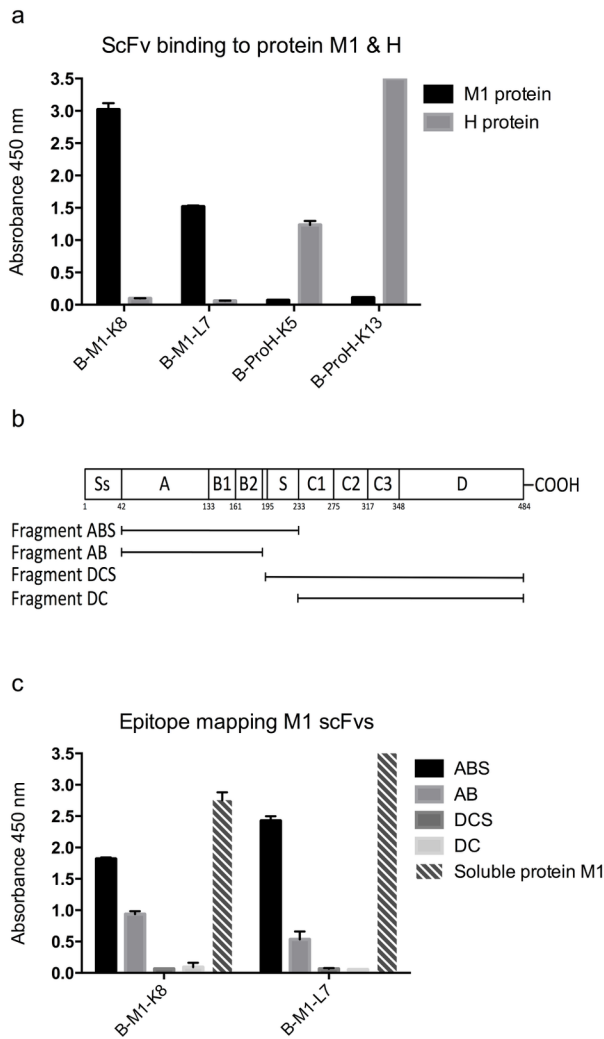 a
ScFv binding to protein M1 & H
3.5
3.0
2.5
2.0
1.5
1.0
0.5
0.0
Absrobance 450 nm
M1 protein
H protein
B-M1-K8
B-M1-L7
B-ProH-K5
B-ProH-K13
b
Ss A B1 B2 S C1 C2 C3 D COOH
1 42 133 161 195 233 275 317 348 484
Fragment ABS
Fragment AB
Fragment DCS
Fragment DC
c
Epitope mapping M1 scFvs
3.5
3.0
2.5
2.0
1.5
1.0
0.5
0.0
Absorbance 450 nm
ABS
AB
DCS
DC
Soluble protein M1
B-M1-K8
B-M1-L7